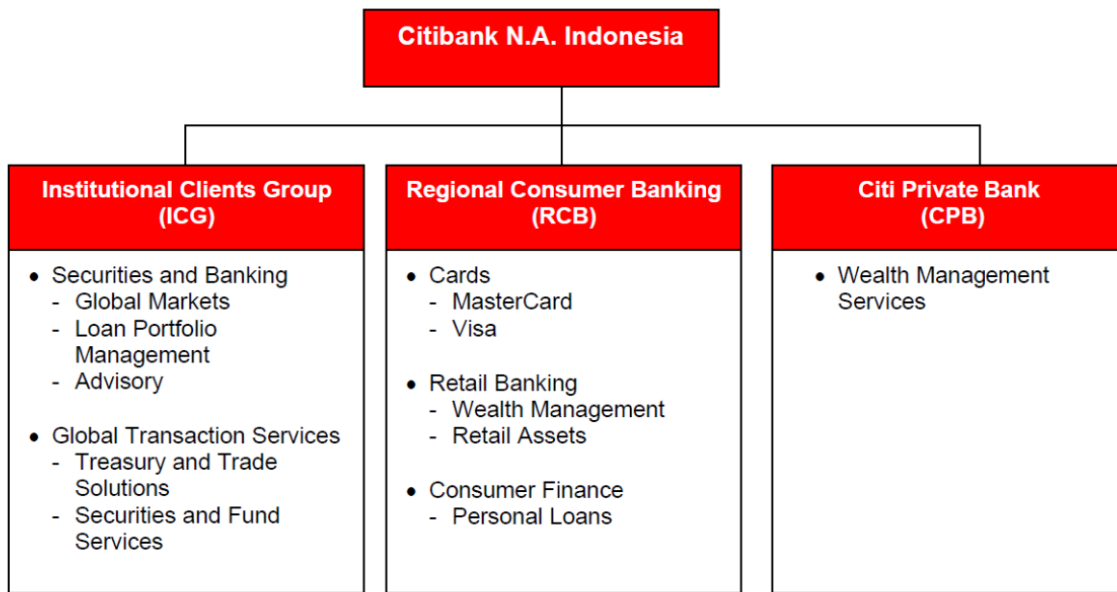 Citibank N.A. Indonesia
Institutional Clients Group
(ICG)
• Securities and Banking
- Global Markets
- Loan Portfolio
Management
- Advisory
• Global Transaction Services
- Treasury and Trade
Solutions
- Securities and Fund
Services
Regional Consumer Banking
(RCB)
• Cards
- MasterCard
- Visa
• Retail Banking
- Wealth Management
- Retail Assets
• Consumer Finance
- Personal Loans
Citi Private Bank
(CPB)
• Wealth Management
Services